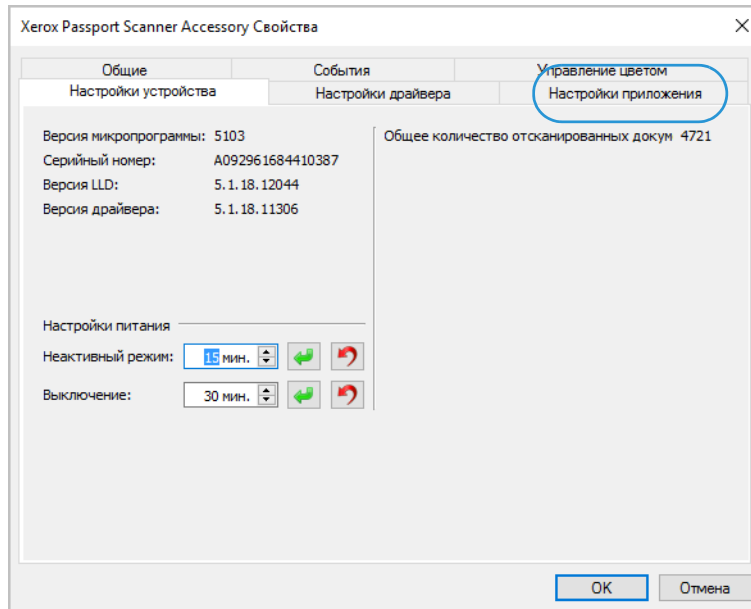 Xerox Passport Scanner Accessory Свойства
Общие События Управление цветом
Настройки устройства Настройки драйвера Настройки приложения
Версия микропрограммы: 5103 Общее количество отсканированных докум 4721
Серийный номер: A092961684410387
Версия LLD: 5.1.18.12044
Версия драйвера: 5.1.18.11306
Настройки питания
Неактивный режим: 15 мин.
Выключение: 30 мин.
OK Отмена